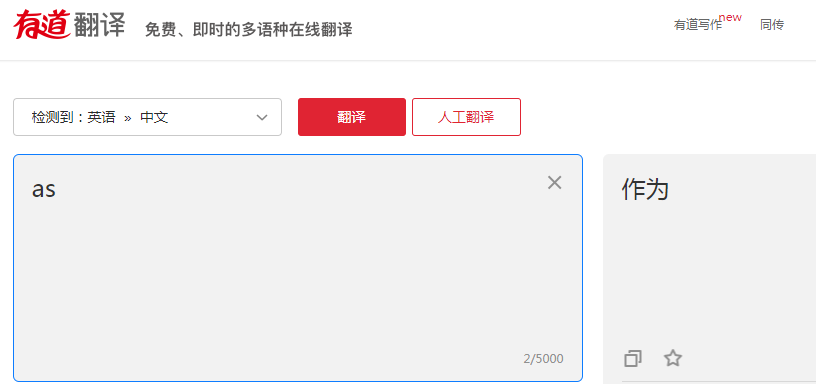 有道翻译 免费、即时的多语种在线翻译 有道写作 new 同传
检测到：英语 » 中文 翻译 人工翻译
as 作为
2/5000